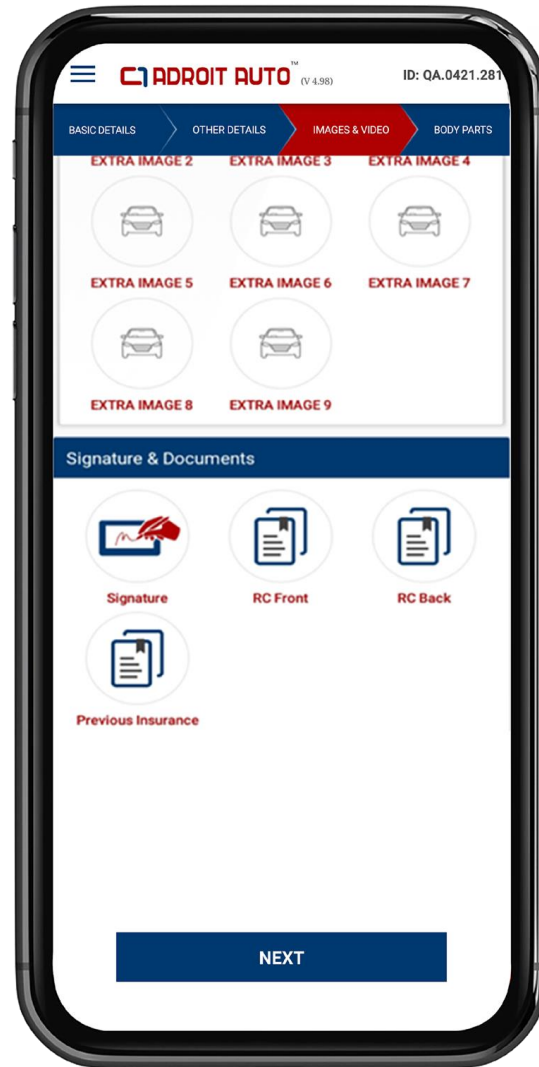 ADROIT AUTO™ (V 4.98) ID: QA.0421.281
BASIC DETAILS OTHER DETAILS IMAGES & VIDEO BODY PARTS
EXTRA IMAGE 2 EXTRA IMAGE 3 EXTRA IMAGE 4
EXTRA IMAGE 5 EXTRA IMAGE 6 EXTRA IMAGE 7
EXTRA IMAGE 8 EXTRA IMAGE 9
Signature & Documents
Signature RC Front RC Back
Previous Insurance
NEXT